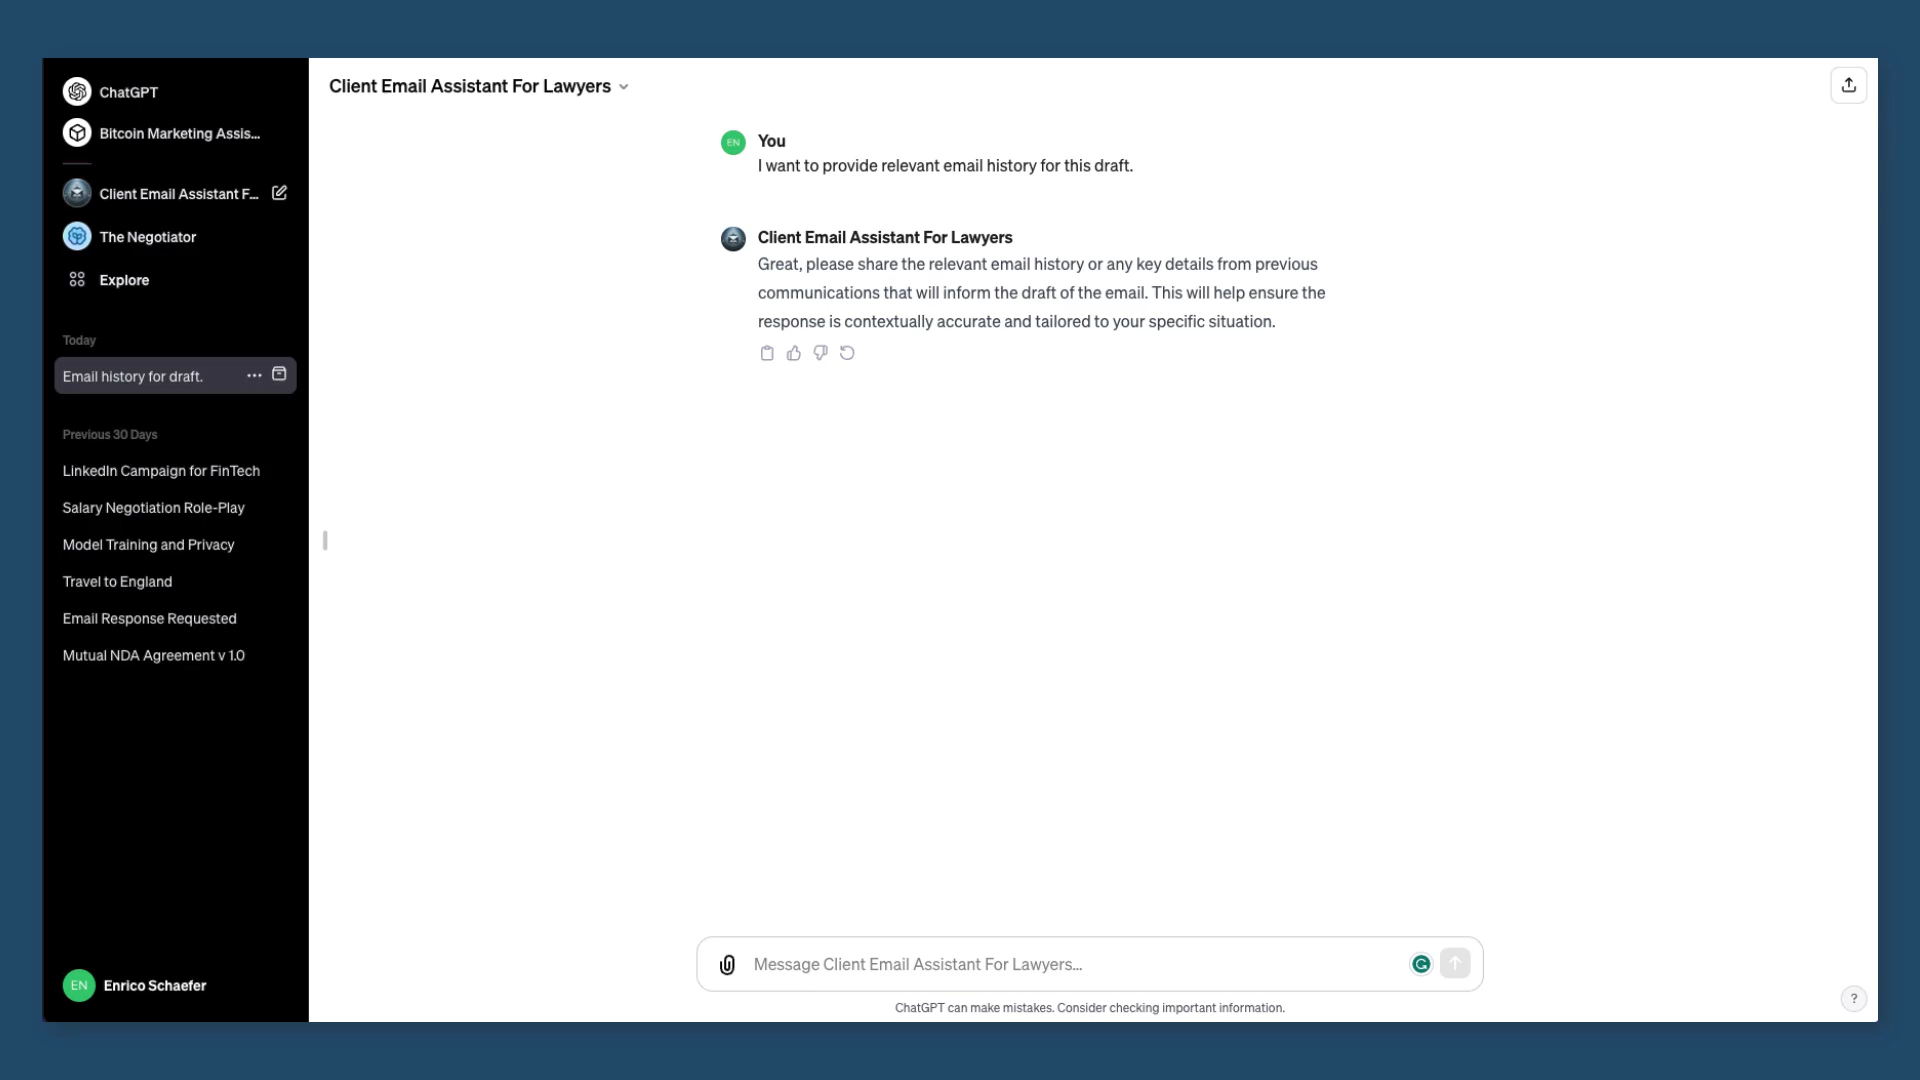 ChatGPT
Bitcoin Marketing Assis...
Client Email Assistant F...
The Negotiator
Explore
Today
Email history for draft.
Previous 30 Days
LinkedIn Campaign for FinTech
Salary Negotiation Role-Play
Model Training and Privacy
Travel to England
Email Response Requested
Mutual NDA Agreement v 1.0
EN
Enrico Schaefer
Client Email Assistant For Lawyers
EN
You
I want to provide relevant email history for this draft.
Client Email Assistant For Lawyers
Great, please share the relevant email history or any key details from previous
communications that will inform the draft of the email. This will help ensure the
response is contextually accurate and tailored to your specific situation.
Message Client Email Assistant For Lawyers...
ChatGPT can make mistakes. Consider checking important information.
?